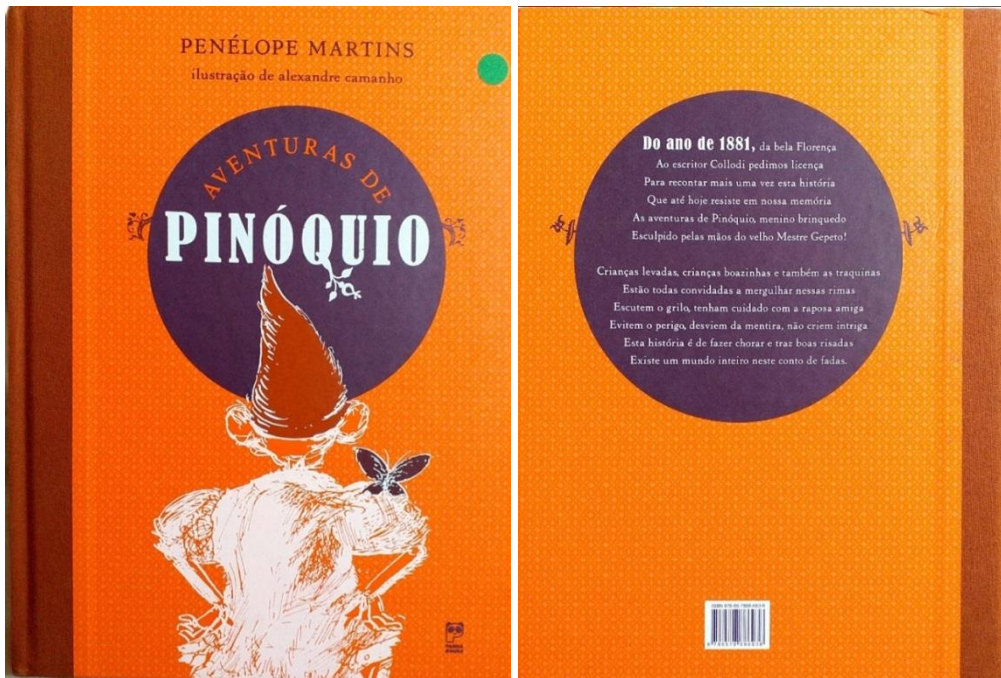 PENÉLOPE MARTINS
ilustração de alexandre camanho
AVENTURAS DE
PINÓQUIO
PANDA
BOOKS
Do ano de 1881, da bela Florença
Ao escritor Collodi pedimos licença
Para recontar mais uma vez esta história
Que até hoje resiste em nossa memória
As aventuras de Pinóquio, menino brinquedo
Esculpido pelas mãos do velho Mestre Gepeto!
Crianças levadas, crianças boazinhas e também as traquinas
Estão todas convidadas a mergulhar nessas rimas
Escutem o grilo, tenham cuidado com a raposa amiga
Evitem o perigo, desviem da mentira, não criem intriga
Esta história é de fazer chorar e traz boas risadas
Existe um mundo inteiro neste conto de fadas.